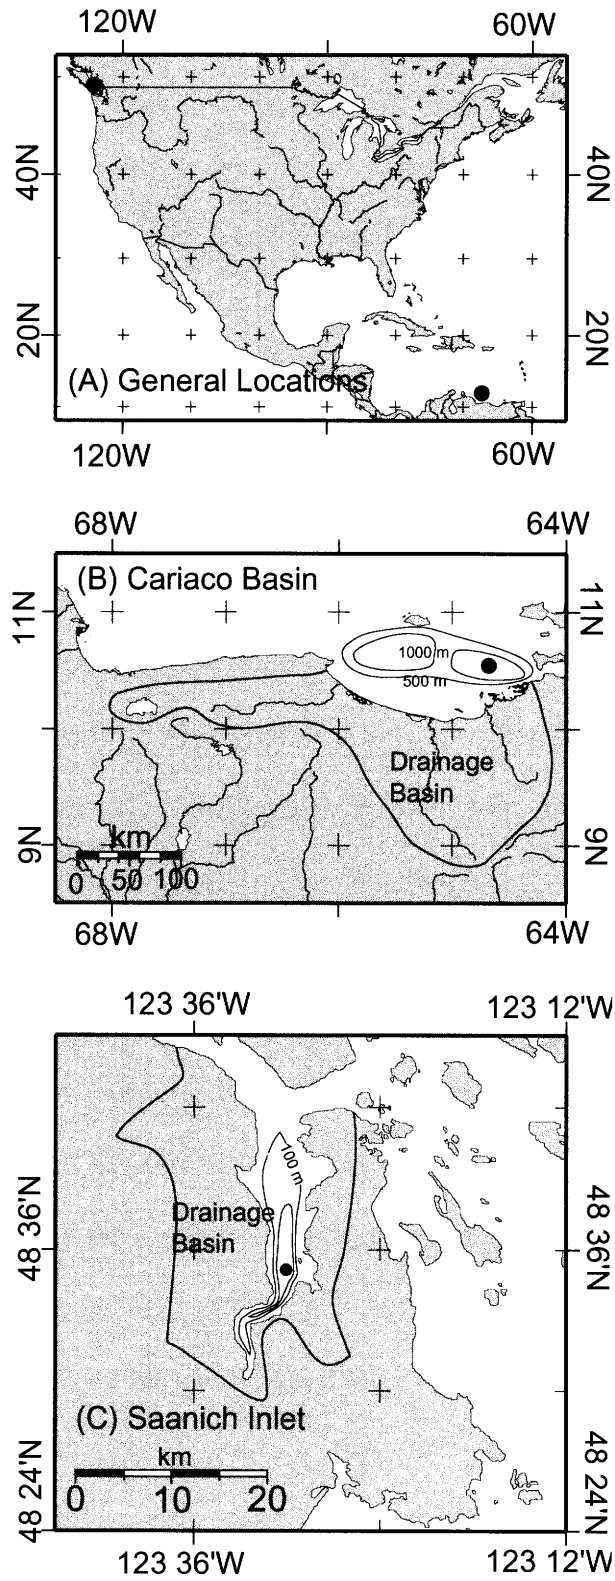 120W 60W
40N 40N
20N 20N
(A) General Locations
120W 60W
68W 64W
(B) Cariaco Basin
11N 11N
1000 m
500 m
Drainage
Basin
9N 9N
km
0 50 100
68W 64W
123 36'W 123 12'W
100 m
48 36'N 48 36'N
Drainage
Basin
(C) Saanich Inlet
km
0 10 20
48 24'N 48 24'N
123 36'W 123 12'W